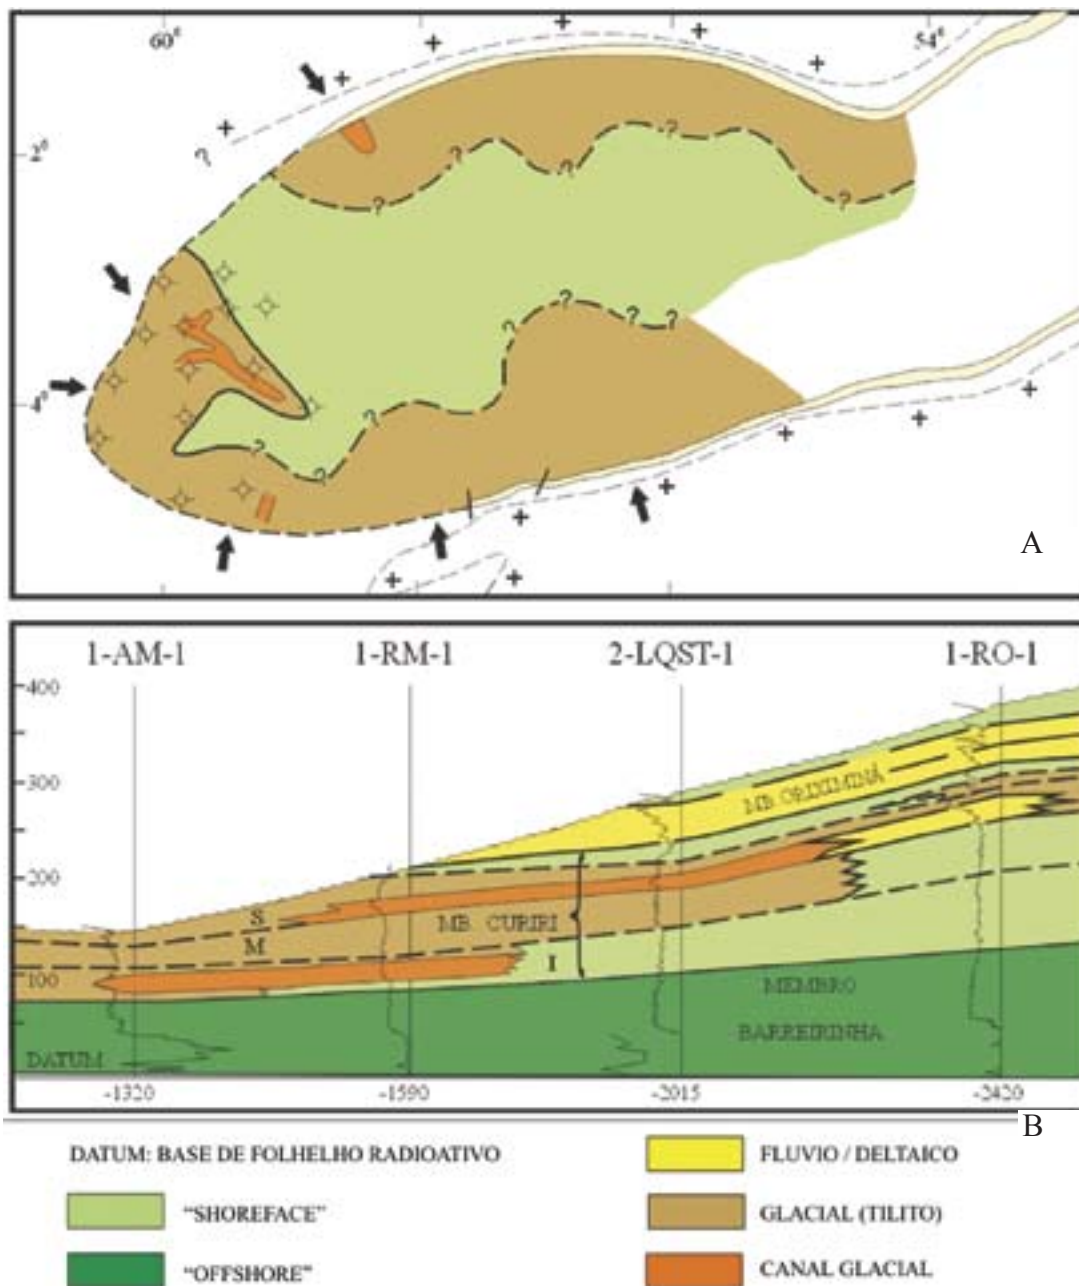 60° 54°
2°
4°
A
1-AM-1 1-RM-1 2-LQST-1 1-RO-1
400
300
200
100
MB ORIXIMINÁ
S
M
MB. CURIRI
I
MEMBRO
BARREIRINHA
DATUM
-1320 -1590 -2015 -2420
B
DATUM: BASE DE FOLHELHO RADIOATIVO
"SHOREFACE"
"OFFSHORE"
FLUVIO / DELTAICO
GLACIAL (TILITO)
CANAL GLACIAL